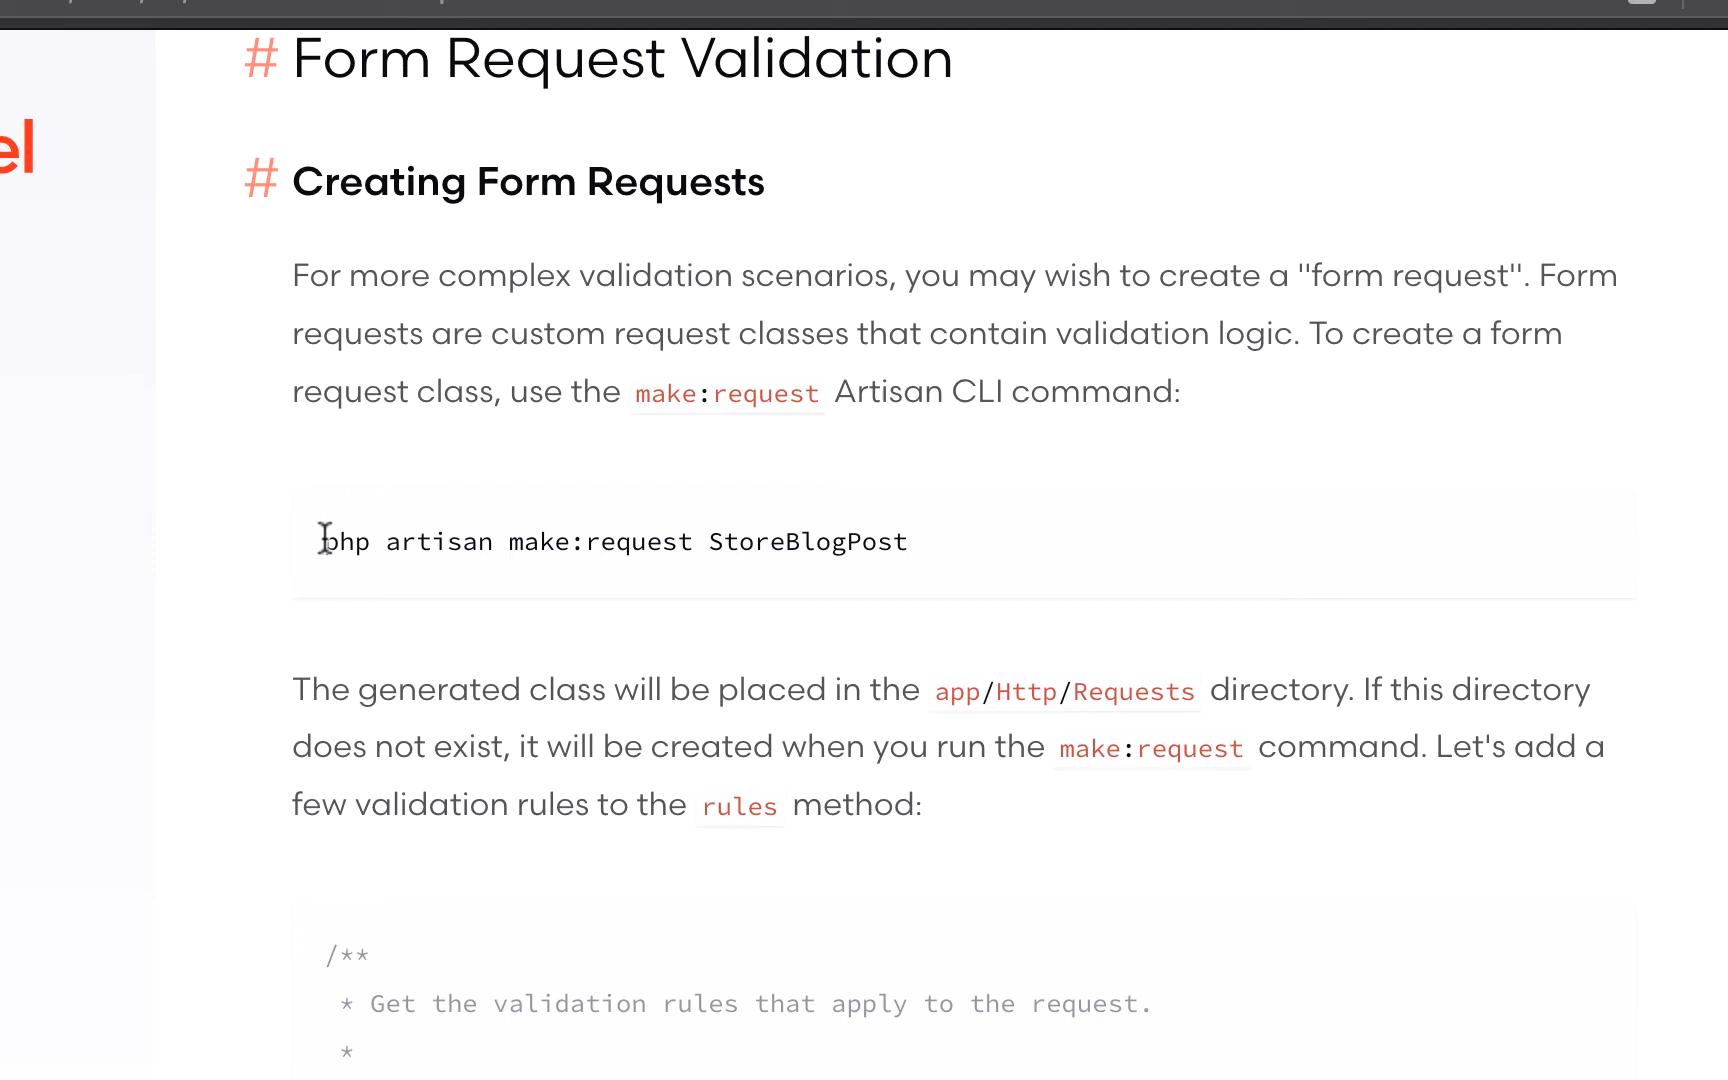 # Form Request Validation
el
# Creating Form Requests
For more complex validation scenarios, you may wish to create a "form request". Form
requests are custom request classes that contain validation logic. To create a form
request class, use the make:request Artisan CLI command:
php artisan make:request StoreBlogPost
The generated class will be placed in the app/Http/Requests directory. If this directory
does not exist, it will be created when you run the make:request command. Let's add a
few validation rules to the rules method:
/**
* Get the validation rules that apply to the request.
*